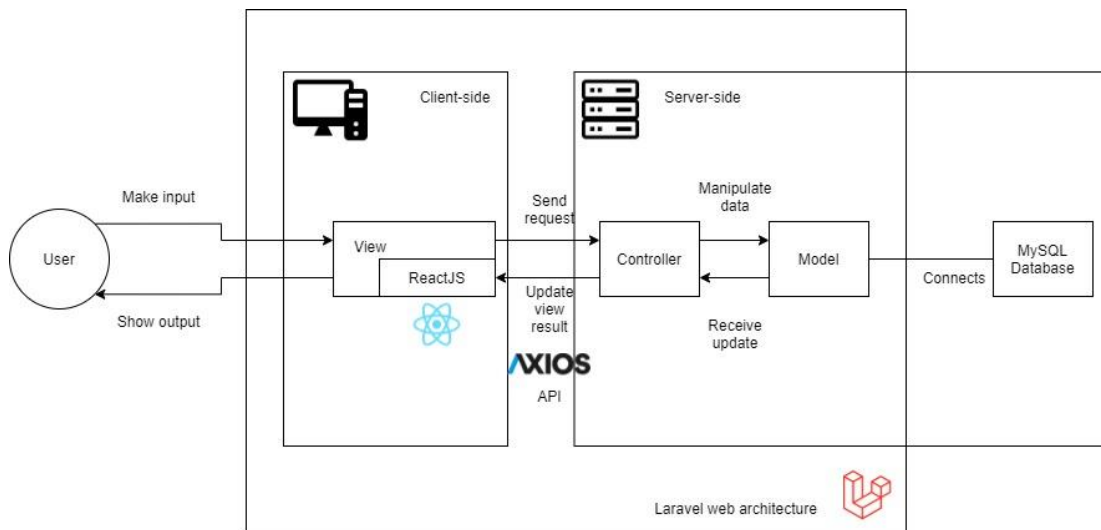 Client-side
Server-side
Make input
Send
request
Manipulate
data
User
View
ReactJS
Controller
Model
MySQL
Database
Connects
Show output
Update
view
result
Receive
update
AXIOS
API
Laravel web architecture